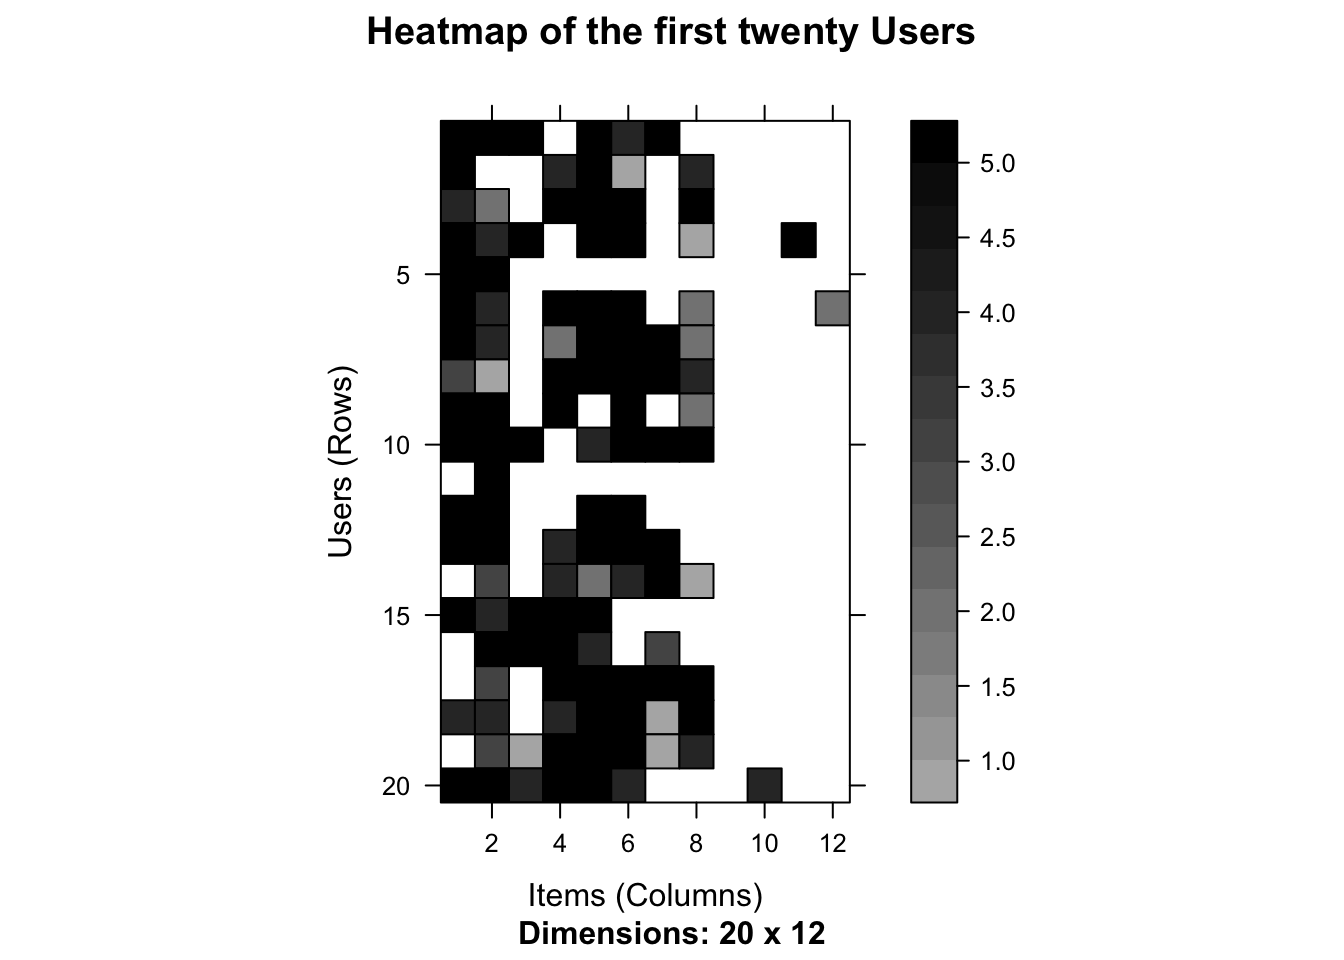 Heatmap of the first twenty Users
Users (Rows)
5
10
15
20
2 4 6 8 10 12
5.0
4.5
4.0
3.5
3.0
2.5
2.0
1.5
1.0
Items (Columns)
Dimensions: 20 x 12